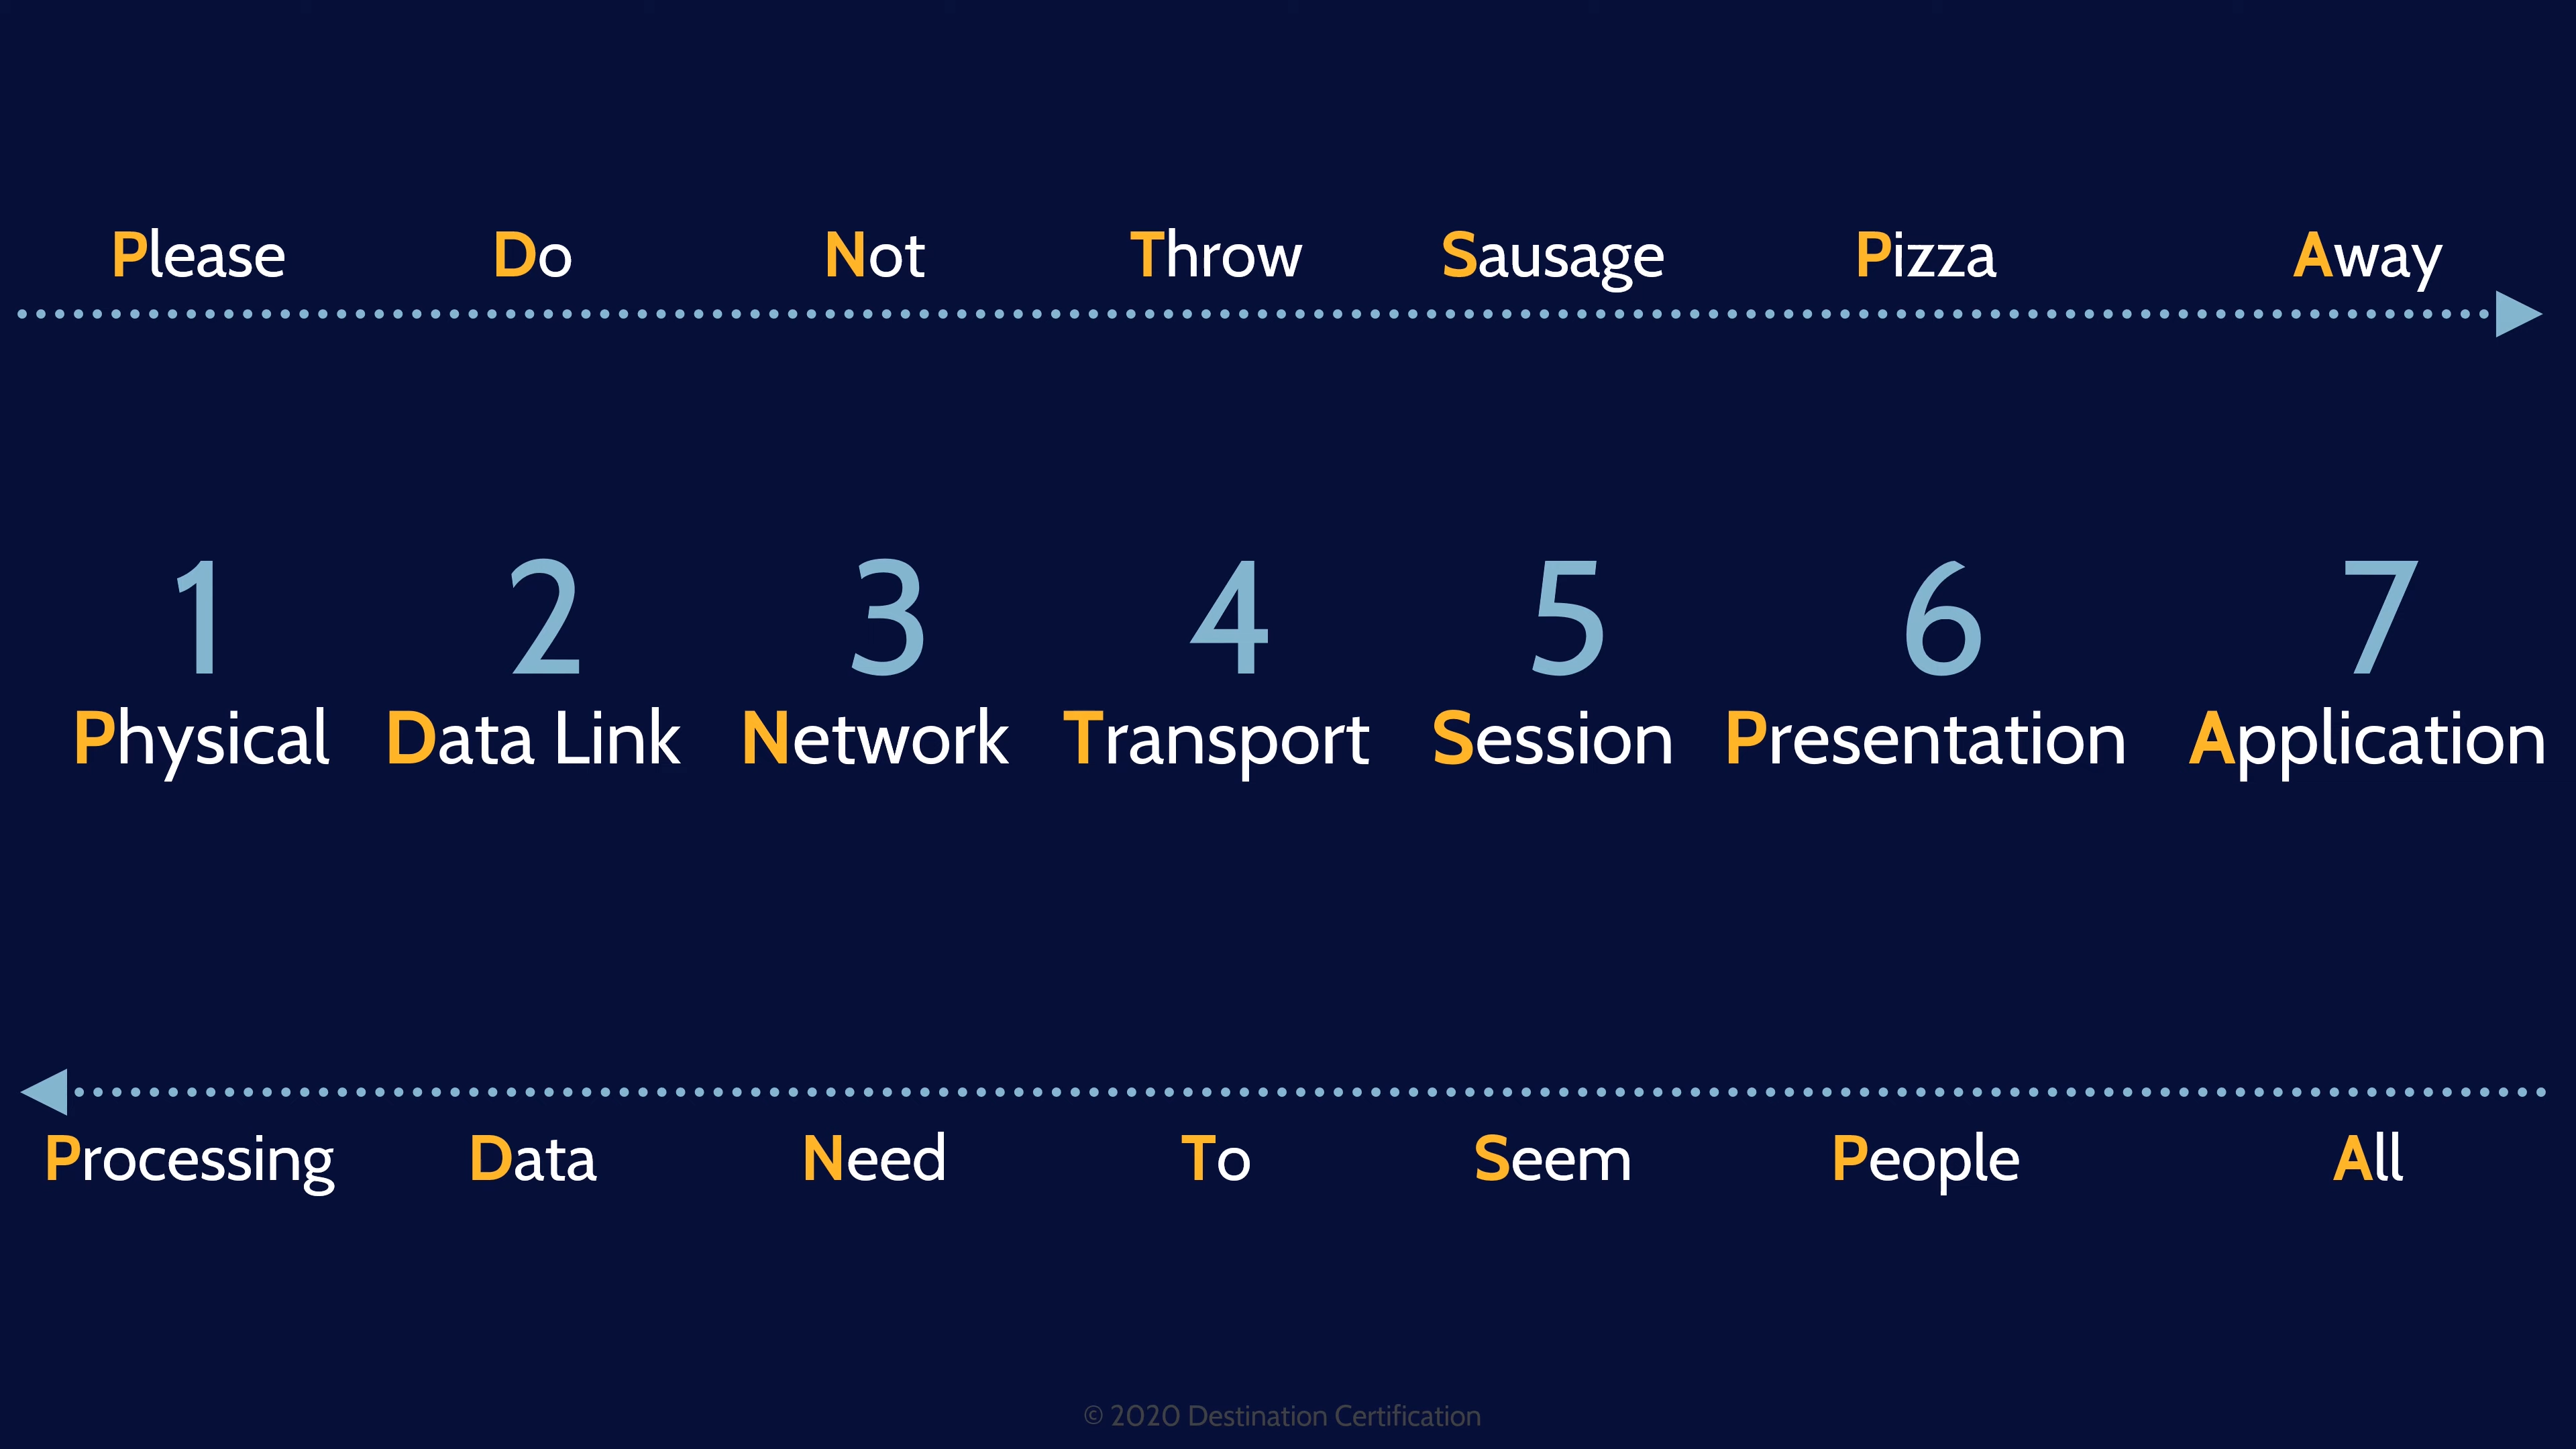 Please Do Not Throw Sausage Pizza Away
1 2 3 4 5 6 7
Physical Data Link Network Transport Session Presentation Application
Processing Data Need To Seem People All
© 2020 Destination Certification